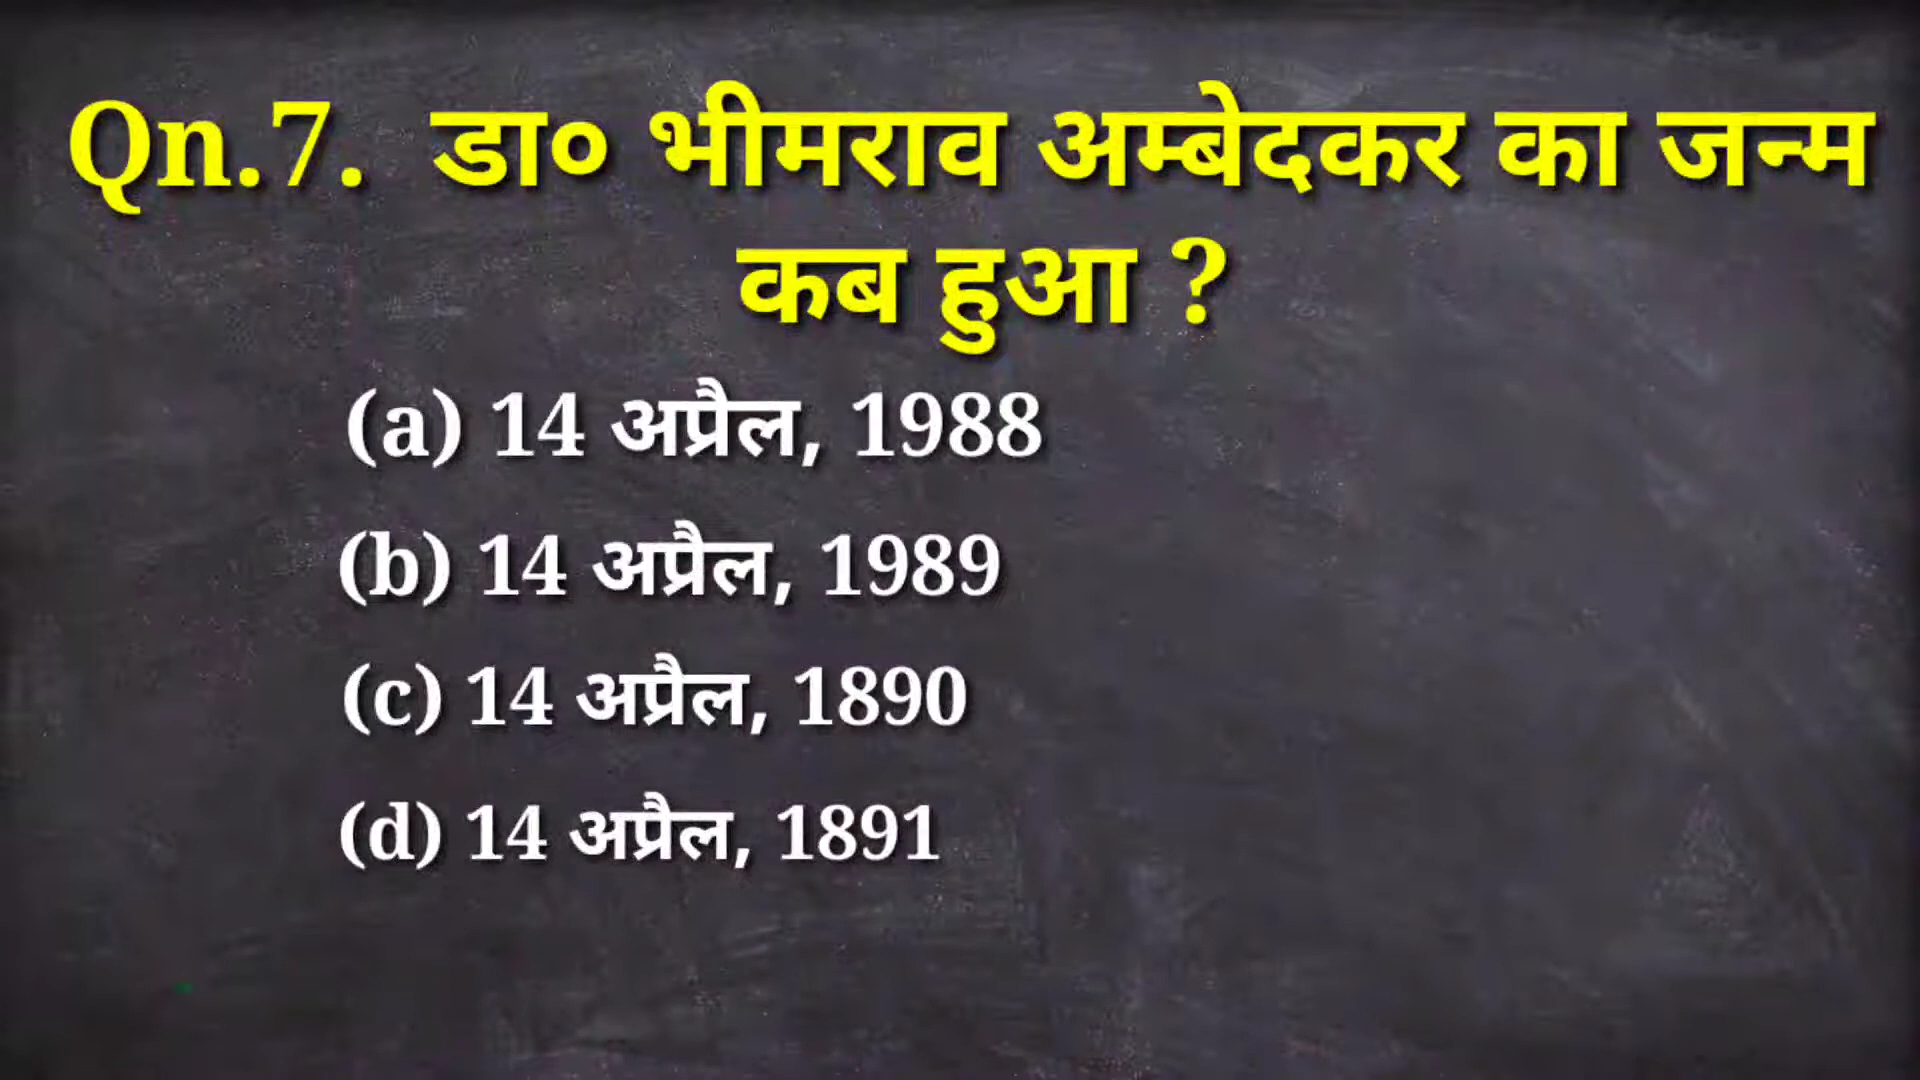 Qn.7. डा० भीमराव अम्बेदकर का जन्म
कब हुआ ?
(a) 14 अप्रैल, 1988
(b) 14 अप्रैल, 1989
(c) 14 अप्रैल, 1890
(d) 14 अप्रैल, 1891